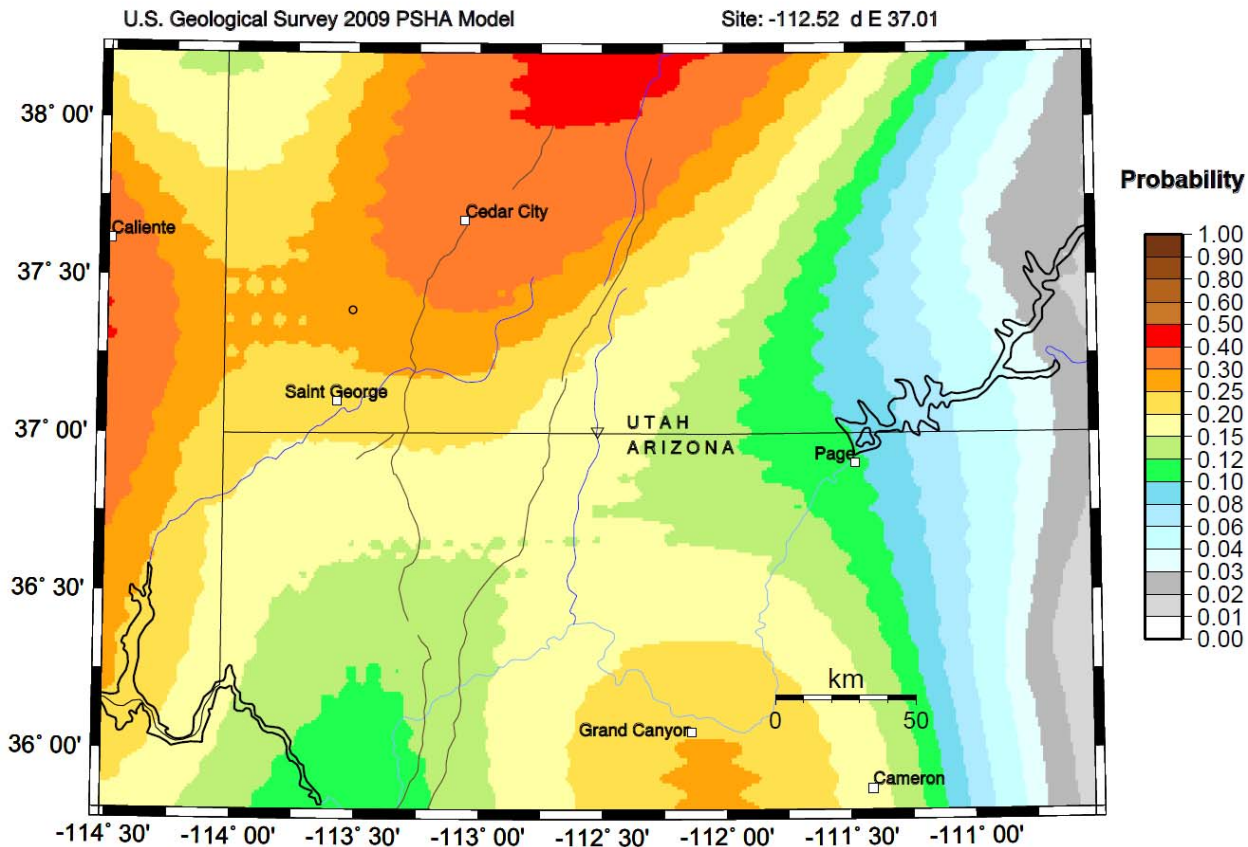 U.S. Geological Survey 2009 PSHA Model
Site: -112.52 d E 37.01
38° 00'
37° 30'
37° 00'
36° 30'
36° 00'
Caliente
Cedar City
Saint George
UTAH
ARIZONA
Page
km
0
50
Grand Canyon
Cameron
-114° 30'
-114° 00'
-113° 30'
-113° 00'
-112° 30'
-112° 00'
-111° 30'
-111° 00'
Probability
1.00
0.90
0.80
0.60
0.50
0.40
0.30
0.20
0.15
0.12
0.10
0.08
0.06
0.04
0.03
0.02
0.01
0.00